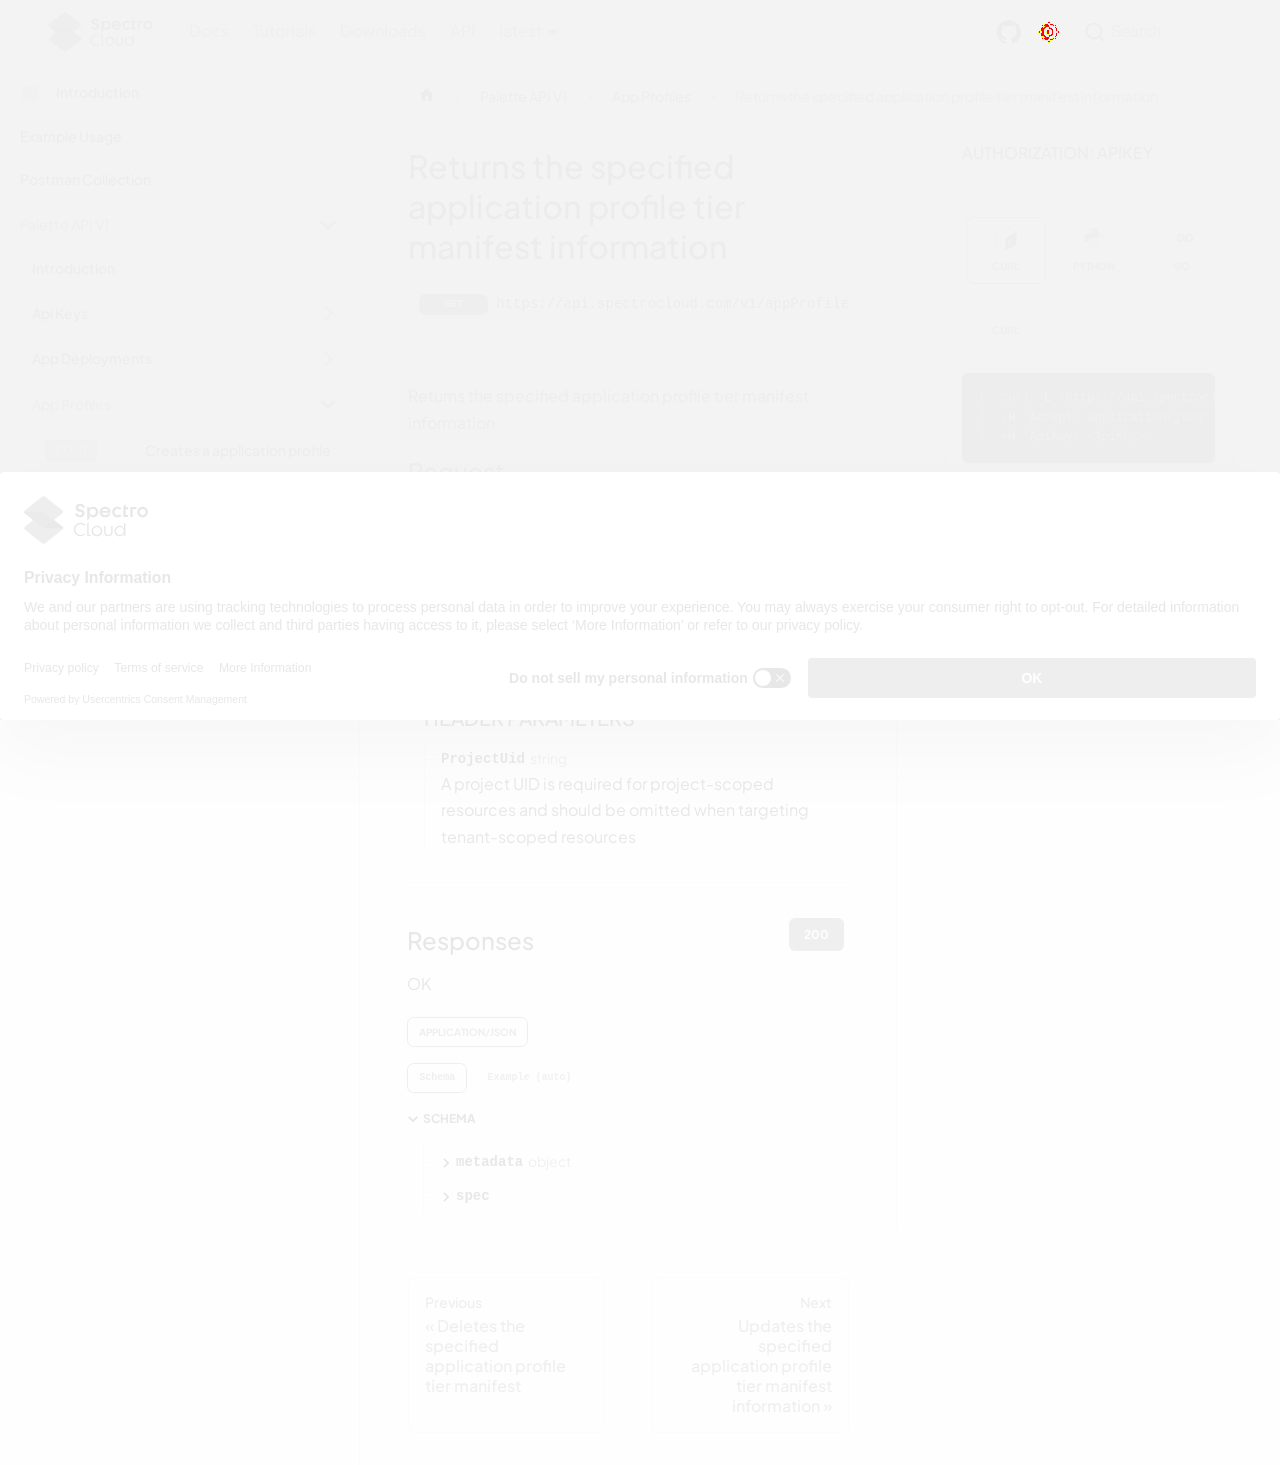 Spectro
Cloud
Docs Tutorials Downloads API latest
Search
Introduction
Palette API V1 App Profiles Returns the specified application profile tier manifest information
Example Usage
Postman Collection
Palette API V1
Introduction
Api Keys
App Deployments
App Profiles
Creates a application profile
Returns the specified
application profile tier
manifest information
GET https://api.spectrocloud.com/v1/appProfile
Returns the specified application profile tier manifest
information
Request
AUTHORIZATION: APIKEY
CURL PYTHON GO
CURL
Spectro
Cloud
Privacy Information
We and our partners are using tracking technologies to process personal data in order to improve your experience. You may always exercise your consumer right to opt-out. For detailed information
about personal information we collect and third parties having access to it, please select 'More Information' or refer to our privacy policy.
Privacy policy Terms of service More Information
Powered by Usercentrics Consent Management
Do not sell my personal information
OK
HEADER PARAMETERS
ProjectUid string
A project UID is required for project-scoped
resources and should be omitted when targeting
tenant-scoped resources
Responses
200
OK
APPLICATION/JSON
Schema Example (auto)
SCHEMA
metadata object
spec
Previous
« Deletes the
specified
application profile
tier manifest
Next
Updates the
specified
application profile
tier manifest
information »